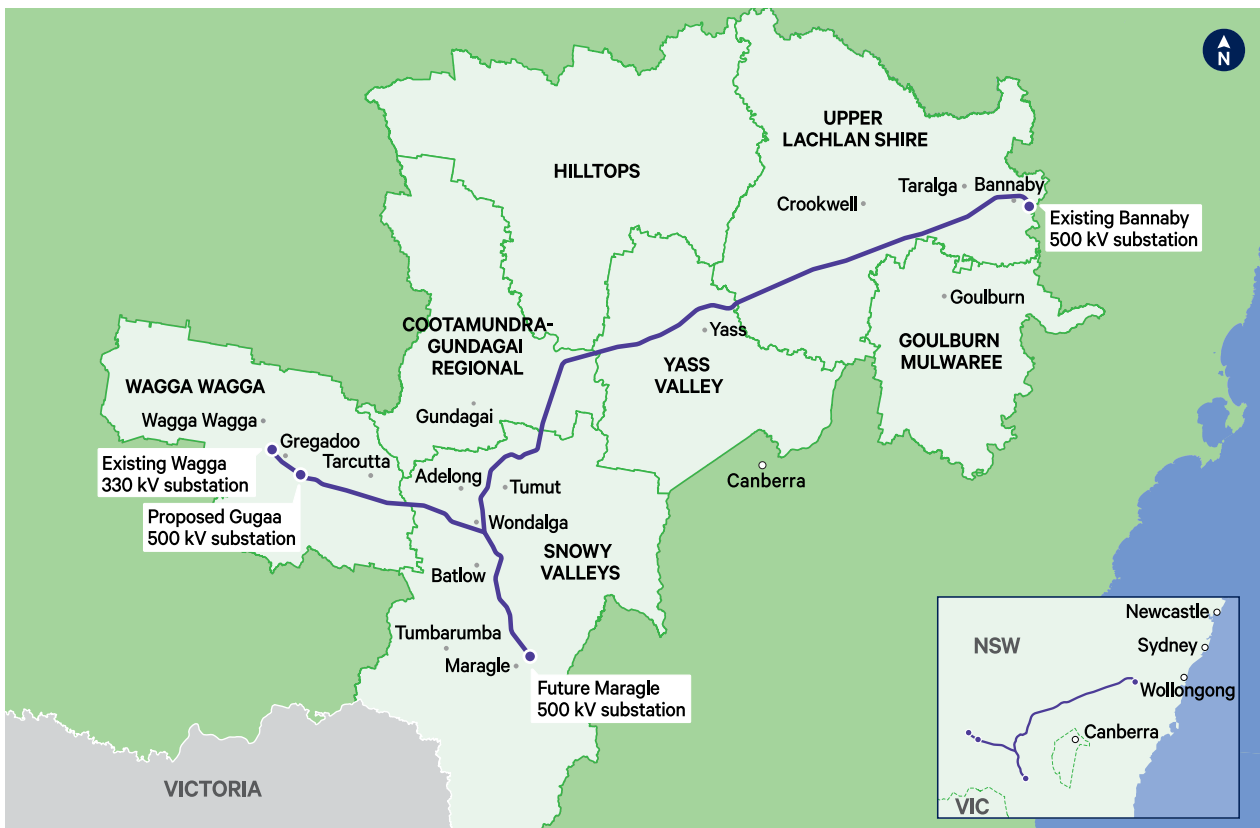 N
UPPER
LACHLAN SHIRE
HILLTOPS
Taralga
Bannaby
Crookwell
Existing Bannaby
500 kV substation
Goulburn
COOTAMUNDRA-
GUNDAGAI
REGIONAL
Yass
GOULBURN
MULWAREE
YASS
VALLEY
WAGGA WAGGA
Wagga Wagga
Gundagai
Gregadoo
Tarcutta
Existing Wagga
330 kV substation
Adelong
Tumut
Canberra
Proposed Gugaa
500 kV substation
Wondalga
SNOWY
VALLEYS
Batlow
Tumbarumba
Maragle
Future Maragle
500 kV substation
VICTORIA
Newcastle
NSW
Sydney
Wollongong
Canberra
VIC